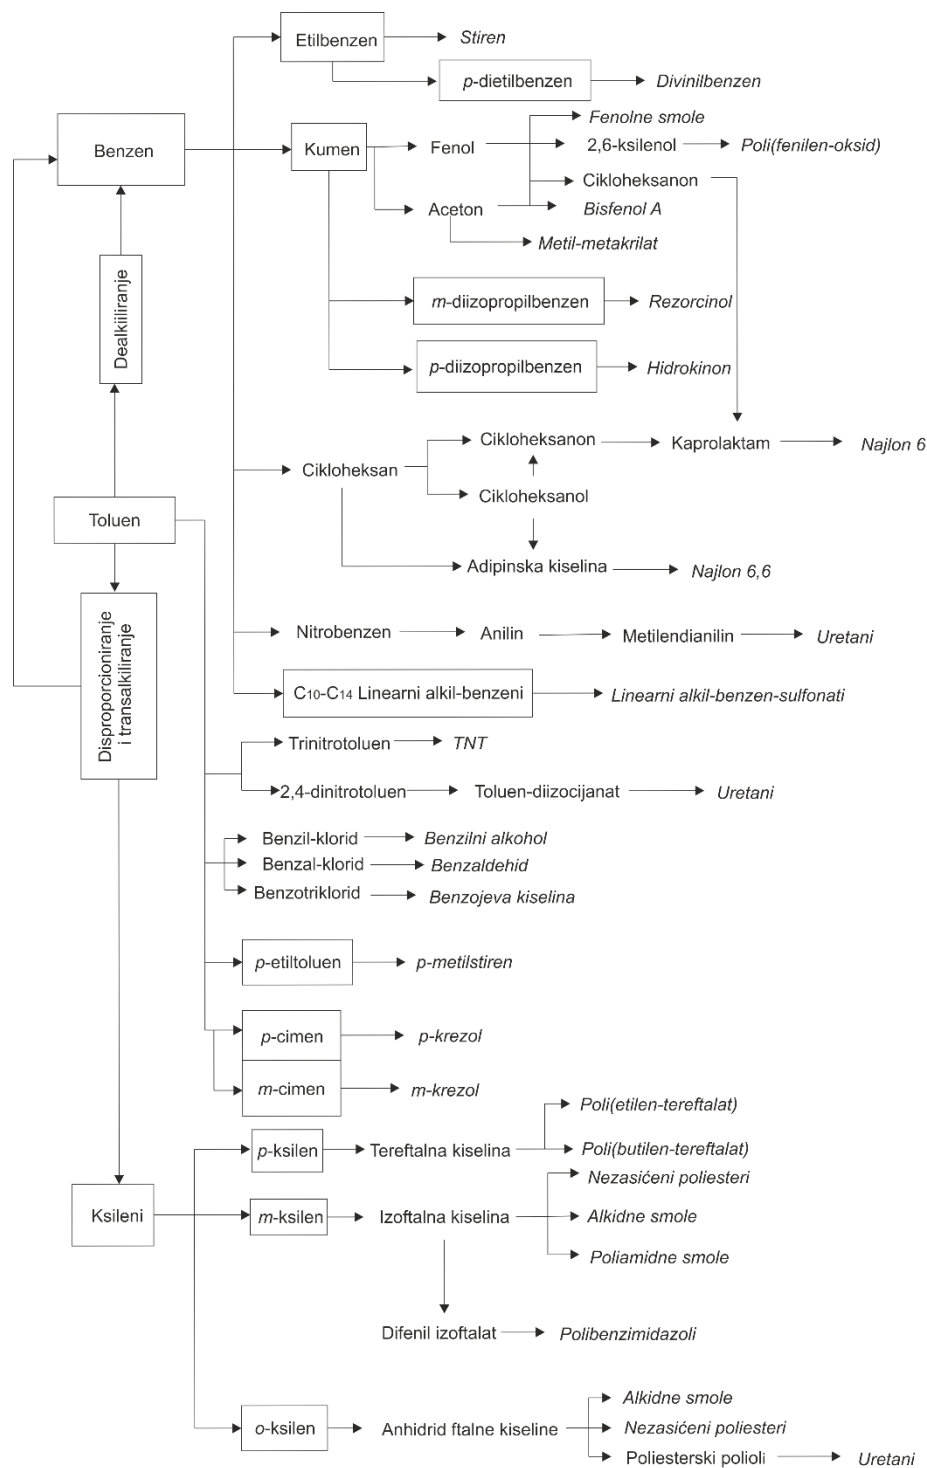 Etilbenzen
Stiren
p-dietilbenzen
Divinilbenzen
Benzen
Kumen
Fenol
Fenolne smole
2,6-ksilenol
Poli(fenilen-oksid)
Cikloheksanon
Aceton
Bisfenol A
Metil-metakrilat
Dealkiiliranje
m-diizopropilbenzen
Rezorcinol
p-diizopropilbenzen
Hidrokinon
Cikloheksan
Cikloheksanon
Kaprolaktam
Najlon 6
Cikloheksanol
Toluen
Adipinska kiselina
Najlon 6,6
Disproporcioniranje
i transalkiliranje
Nitrobenzen
Anilin
Metilendianilin
Uretani
C10-C14 Linearni alkil-benzeni
Linearni alkil-benzen-sulfonati
Trinitrotoluen
TNT
2,4-dinitrotoluen
Toluen-diizocijanat
Uretani
Benzil-klorid
Benzilni alkohol
Benzal-klorid
Benzaldehid
Benzotriklorid
Benzojeva kiselina
p-etiltoluen
p-metilstiren
p-cimen
p-krezol
m-cimen
m-krezol
Ksileni
p-ksilen
Tereftalna kiselina
Poli(etilen-tereftalat)
Poli(butilen-tereftalat)
m-ksilen
Izoftalna kiselina
Nezasićeni poliesteri
Alkidne smole
Poliamidne smole
Difenil izoftalat
Polibenzimidazoli
o-ksilen
Anhidrid ftalne kiseline
Alkidne smole
Nezasićeni poliesteri
Poliesterski polioli
Uretani